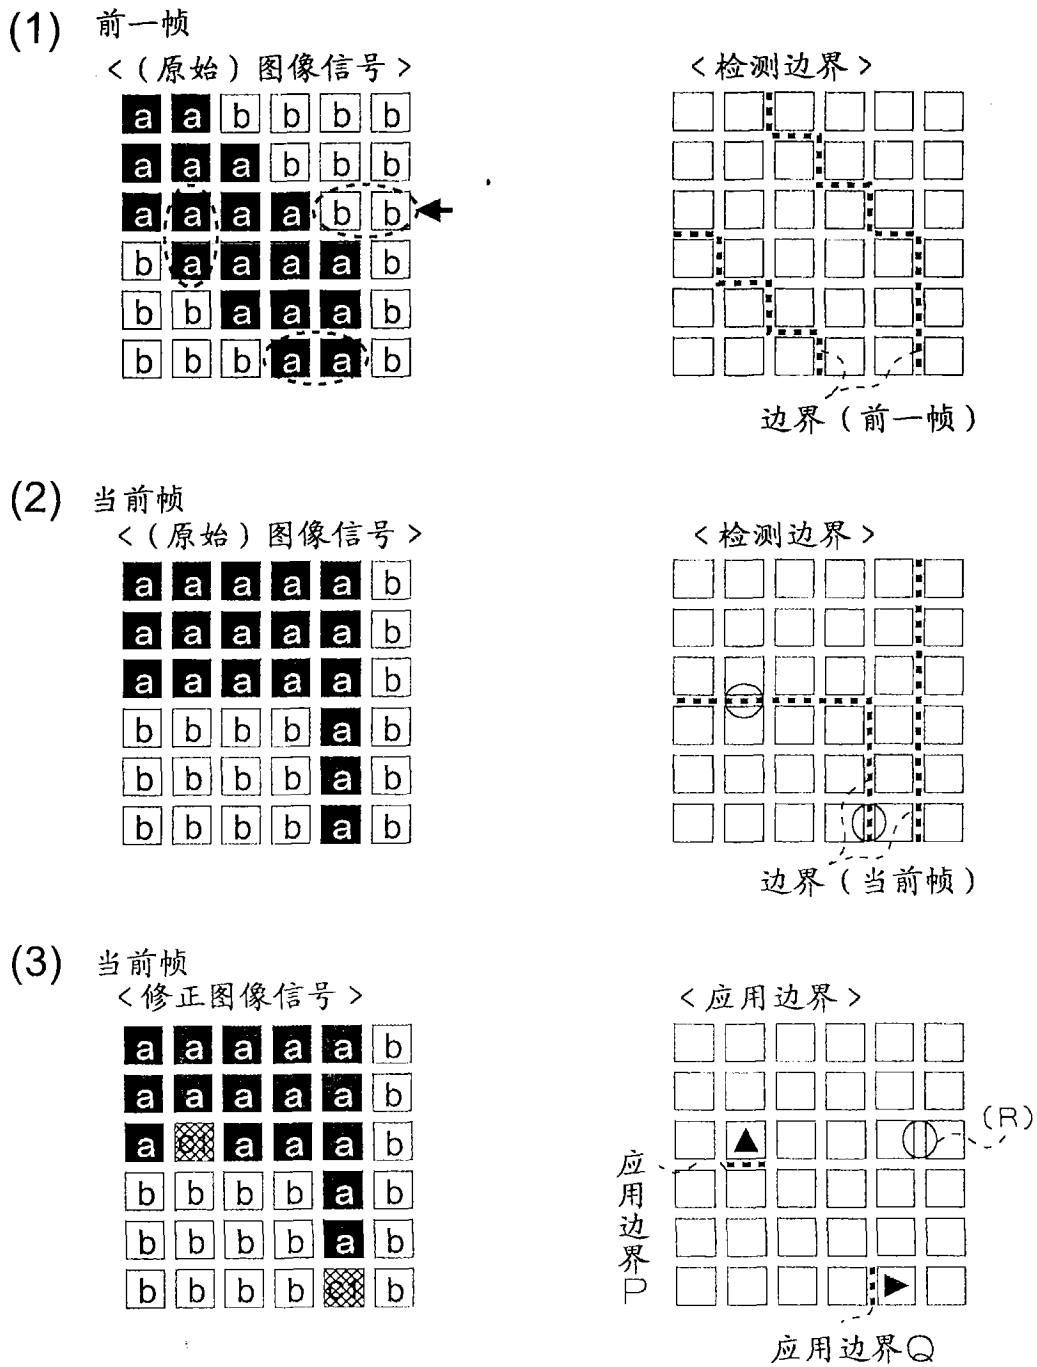 (1) 前一帧
<（原始）图像信号> <检测边界>
a a b b b b
a a a b b b
a a a a b b
b a a a a b
b b a a a b
b b b a a b
边界（前一帧）
(2) 当前帧
<（原始）图像信号> <检测边界>
a a a a a b
a a a a a b
a a a a a b
b b b b a b
b b b b a b
b b b b a b
边界（当前帧）
(3) 当前帧
<修正图像信号> <应用边界>
a a a a a b
a a a a a b
a c1 a a a b
(R)
b b b b a b
b b b b a b
b b b b c1 b
应用边界P
应用边界Q